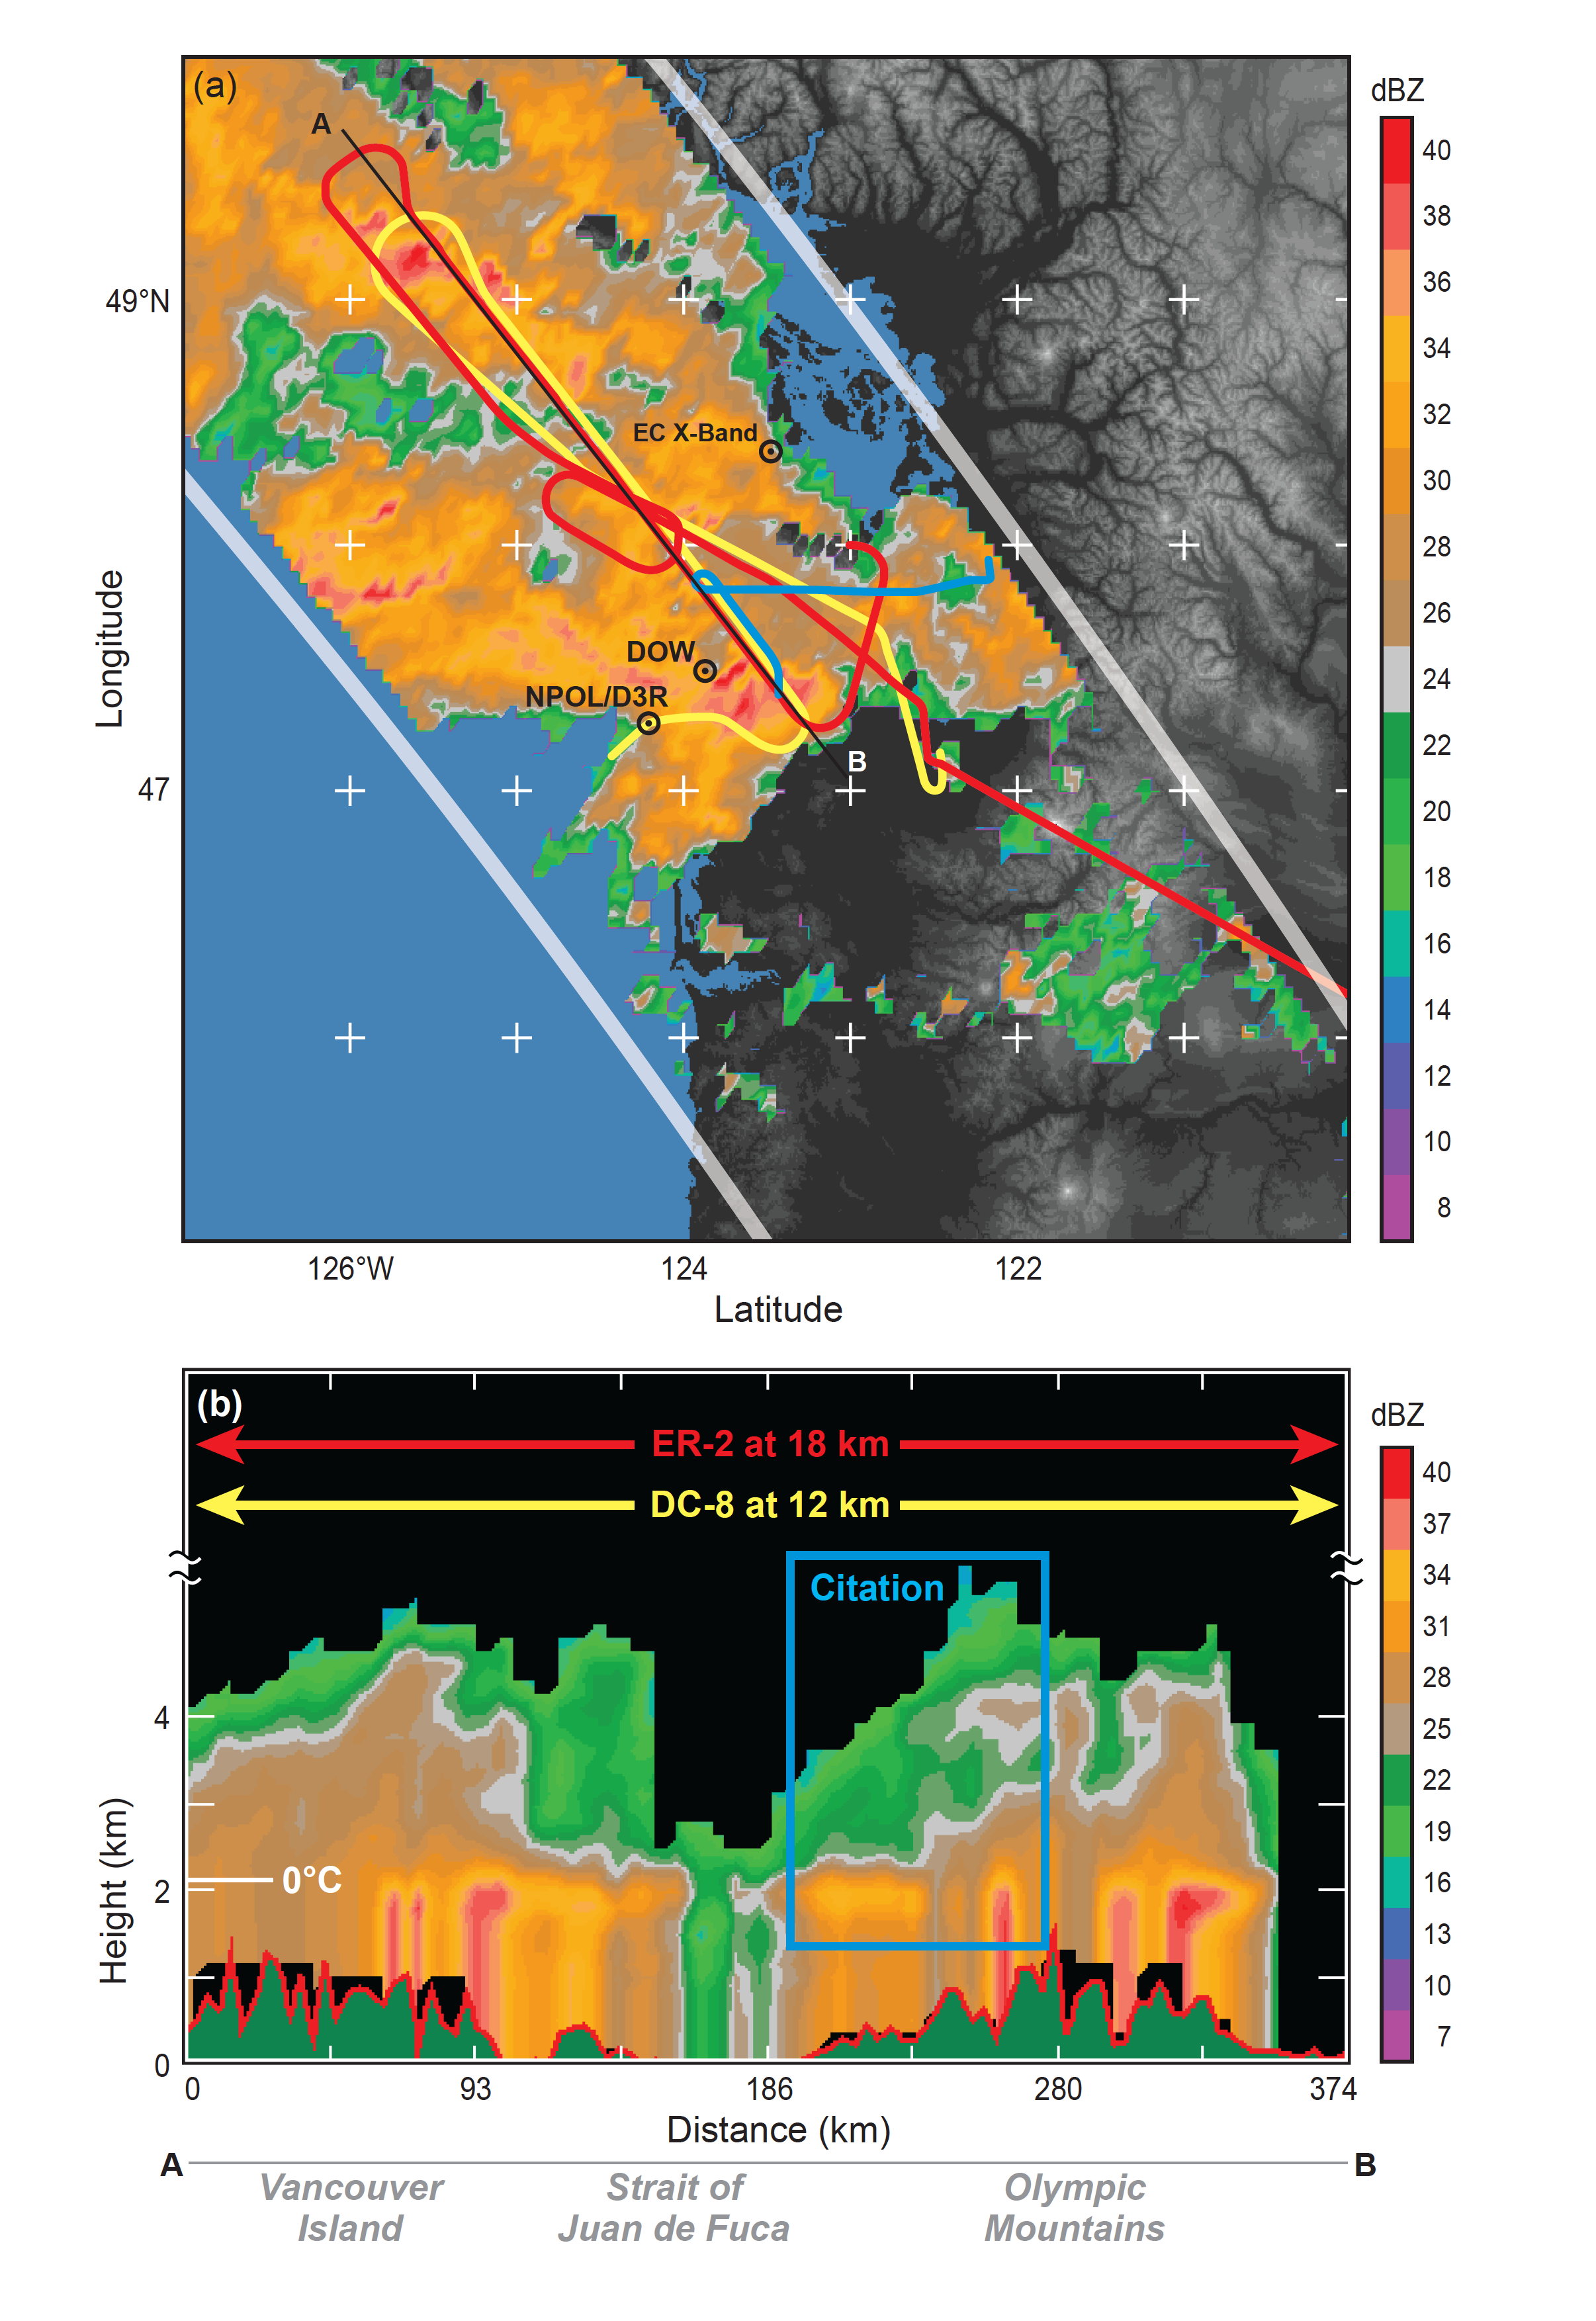 (a)
dBZ
A
40
38
36
49°N
34
32
EC X-Band
30
28
26
Longitude
DOW
24
NPOL/D3R
22
B
47
20
18
16
14
12
10
8
126°W
124
122
Latitude
(b)
dBZ
ER-2 at 18 km
40
DC-8 at 12 km
37
34
Citation
31
28
4
25
22
19
Height (km)
0°C
2
16
13
10
7
0
0
93
186
280
374
Distance (km)
A
B
Vancouver
Island
Strait of
Juan de Fuca
Olympic
Mountains